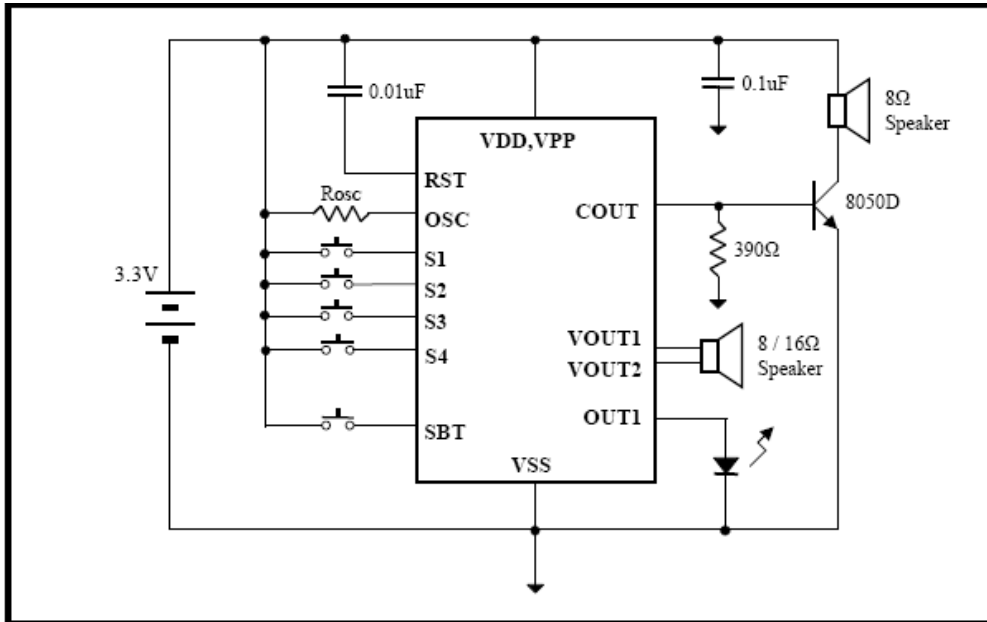 0.01uF
0.1uF
8Ω
Speaker
VDD,VPP
RST
Rosc
OSC
COUT
8050D
S1
390Ω
3.3V
S2
S3
VOUT1
8 / 16Ω
S4
VOUT2
Speaker
OUT1
SBT
VSS